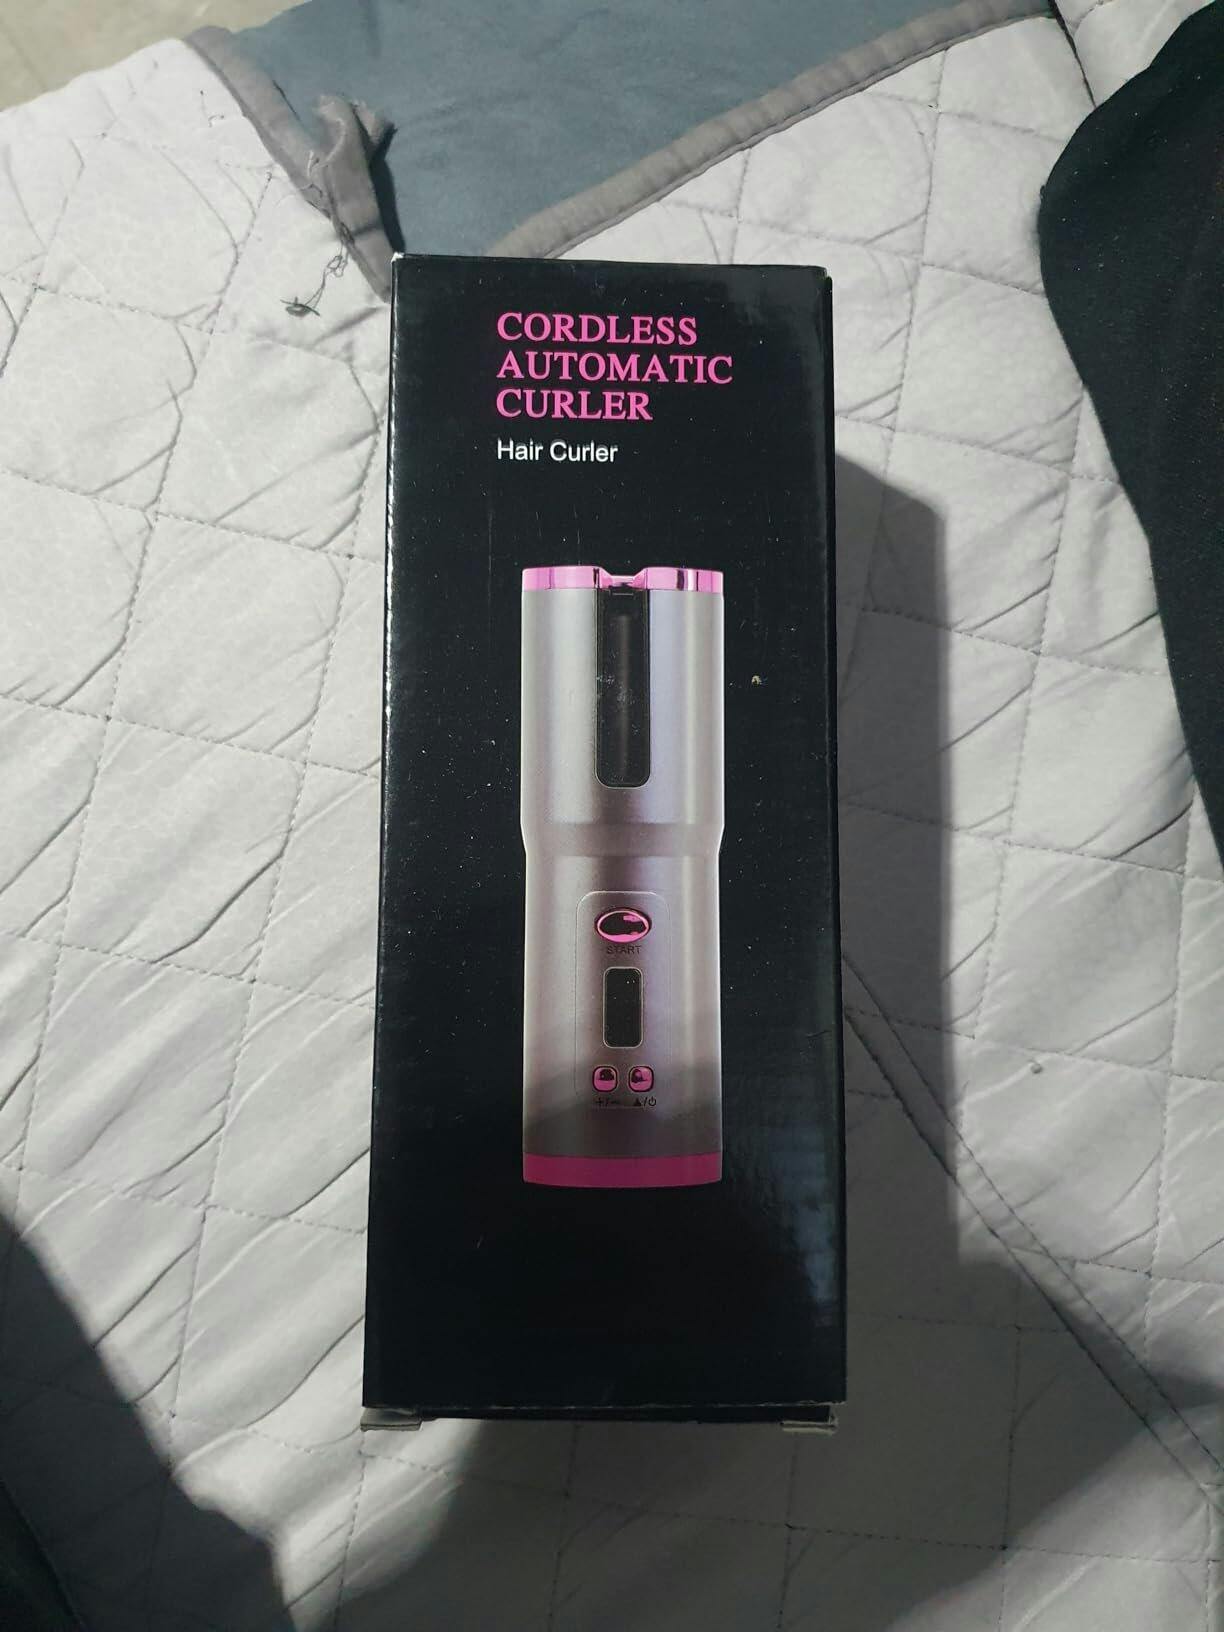 CORDLESS
AUTOMATIC
CURLER
Hair Curler
START
+/− ▲/⏻